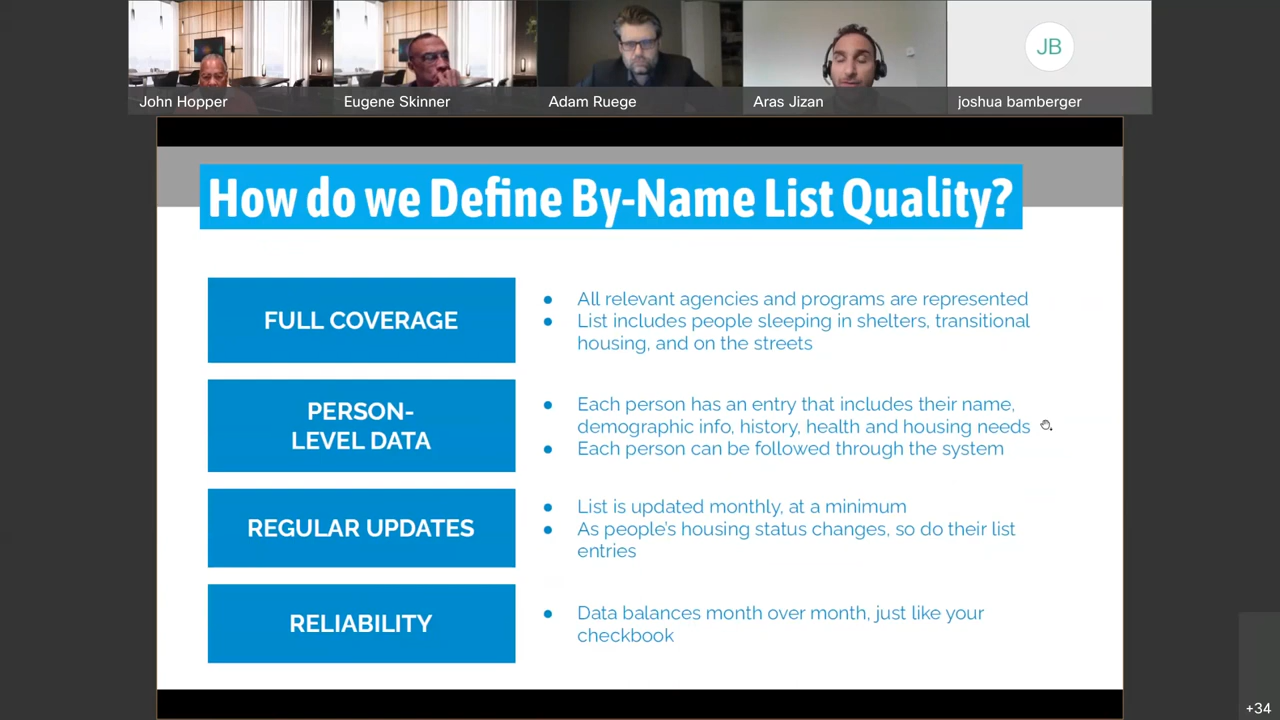 John Hopper
Eugene Skinner
Adam Ruege
Aras Jizan
JB
joshua bamberger
How do we Define By-Name List Quality?
FULL COVERAGE
● All relevant agencies and programs are represented
● List includes people sleeping in shelters, transitional
housing, and on the streets
PERSON-
LEVEL DATA
● Each person has an entry that includes their name,
demographic info, history, health and housing needs
● Each person can be followed through the system
REGULAR UPDATES
● List is updated monthly, at a minimum
● As people's housing status changes, so do their list
entries
RELIABILITY
● Data balances month over month, just like your
checkbook
+34